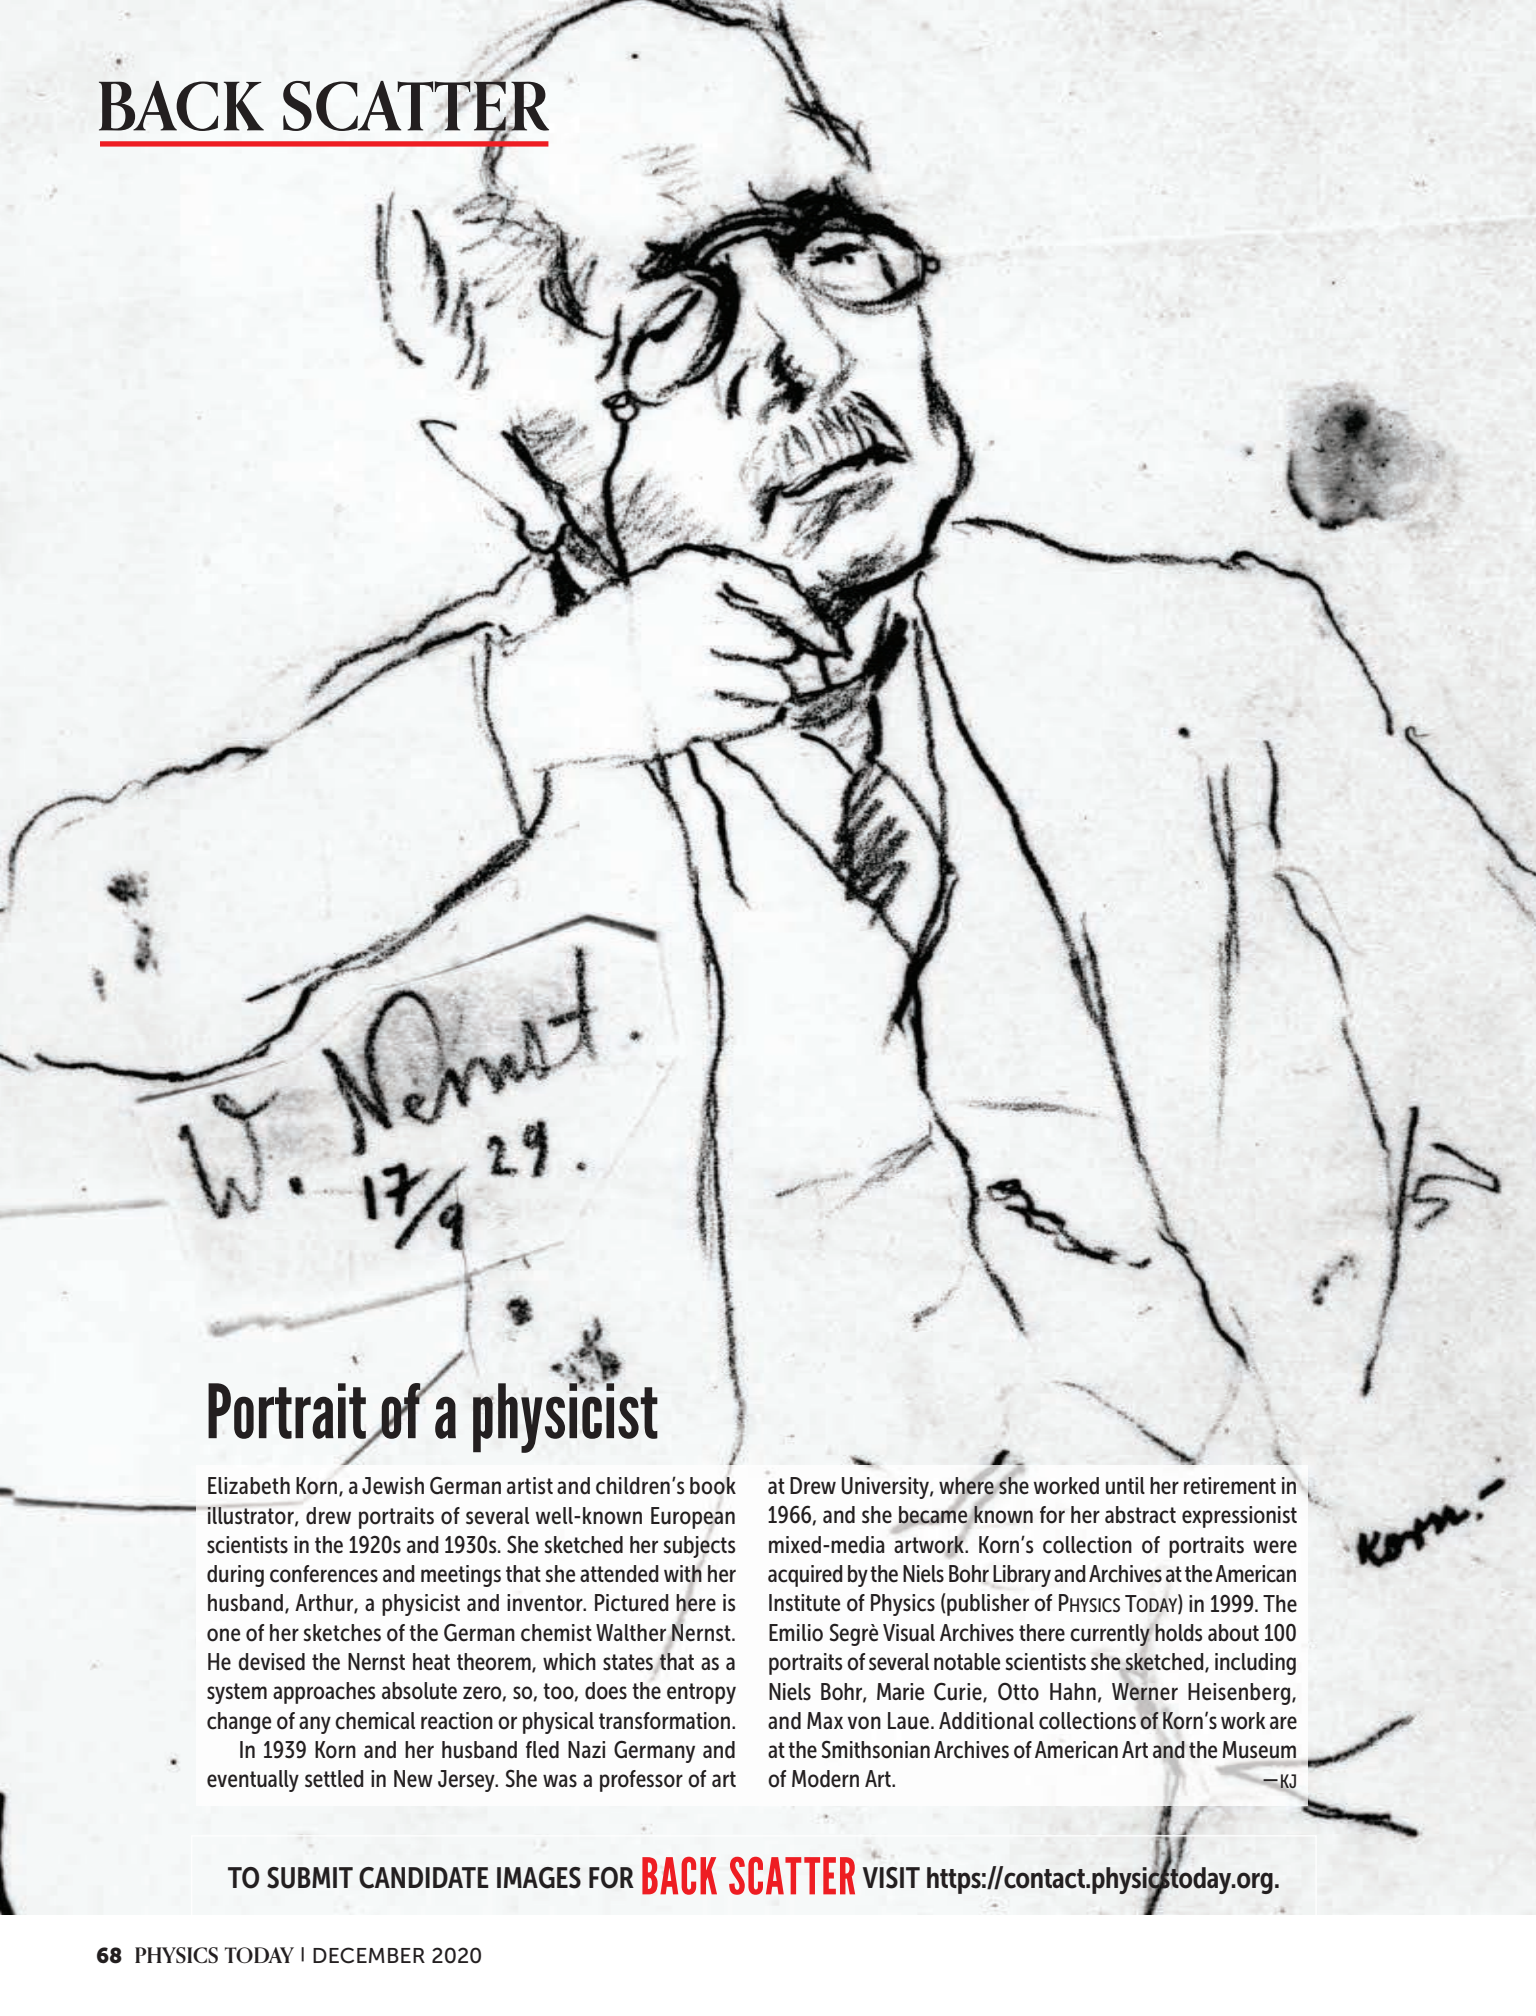 BACK SCATTER
W. Nernst.
17/9 29.
Portrait of a physicist
Elizabeth Korn, a Jewish German artist and children's book
illustrator, drew portraits of several well-known European
scientists in the 1920s and 1930s. She sketched her subjects
during conferences and meetings that she attended with her
husband, Arthur, a physicist and inventor. Pictured here is
one of her sketches of the German chemist Walther Nernst.
He devised the Nernst heat theorem, which states that as a
system approaches absolute zero, so, too, does the entropy
change of any chemical reaction or physical transformation.
In 1939 Korn and her husband fled Nazi Germany and
eventually settled in New Jersey. She was a professor of art
at Drew University, where she worked until her retirement in
1966, and she became known for her abstract expressionist
mixed-media artwork. Korn's collection of portraits were
acquired by the Niels Bohr Library and Archives at the American
Institute of Physics (publisher of PHYSICS TODAY) in 1999. The
Emilio Segrè Visual Archives there currently holds about 100
portraits of several notable scientists she sketched, including
Niels Bohr, Marie Curie, Otto Hahn, Werner Heisenberg,
and Max von Laue. Additional collections of Korn's work are
at the Smithsonian Archives of American Art and the Museum
of Modern Art. —KJ
Korn.-
TO SUBMIT CANDIDATE IMAGES FOR BACK SCATTER VISIT https://contact.physicstoday.org.
68 PHYSICS TODAY | DECEMBER 2020